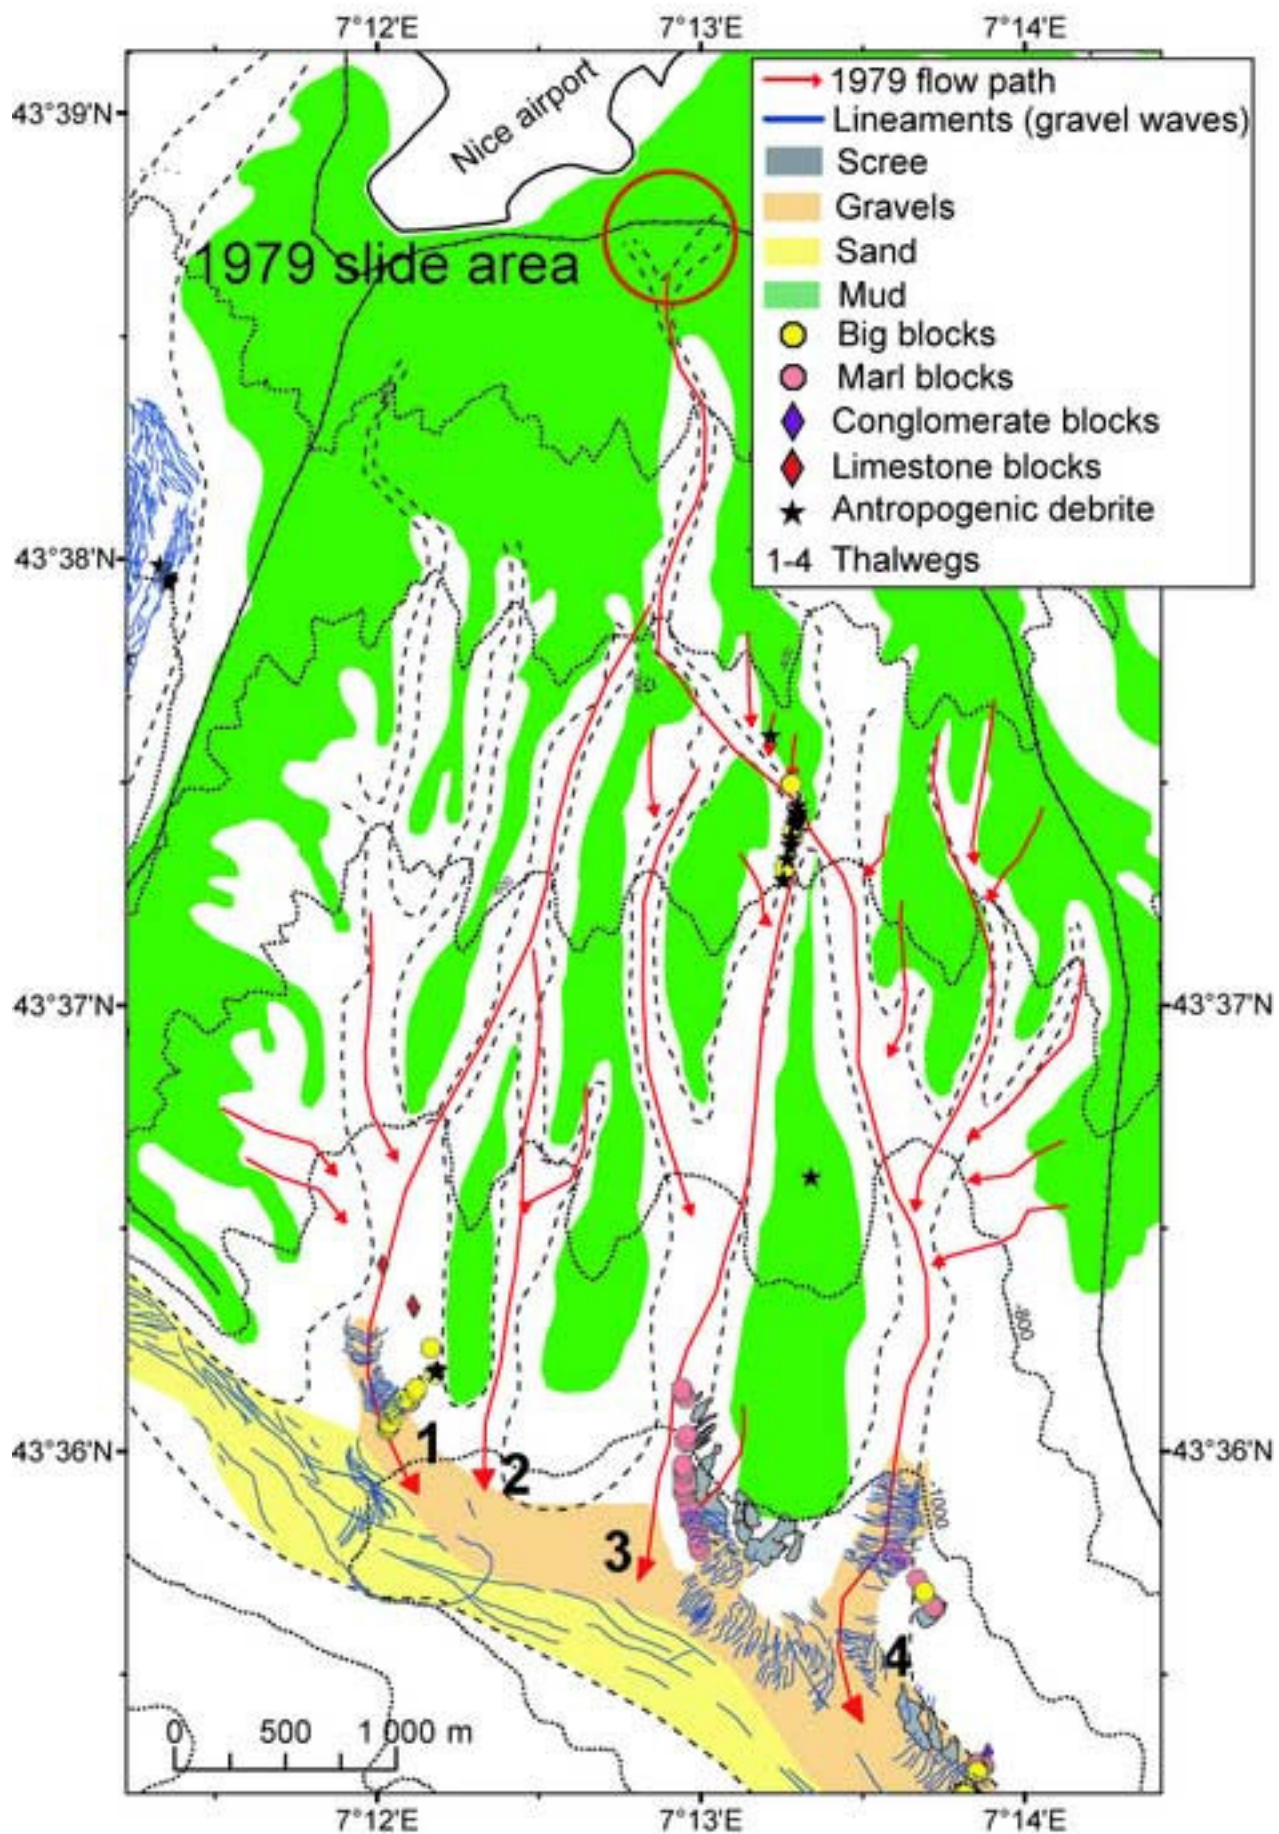 7°12'E 7°13'E 7°14'E
43°39'N
Nice airport
1979 flow path
Lineaments (gravel waves)
Scree
Gravels
Sand
Mud
Big blocks
Marl blocks
Conglomerate blocks
Limestone blocks
Antropogenic debrite
1-4 Thalwegs
1979 slide area
43°38'N
43°37'N 43°37'N
-800
43°36'N 43°36'N
1
2
-1000
3
4
0 500 1 000 m
7°12'E 7°13'E 7°14'E